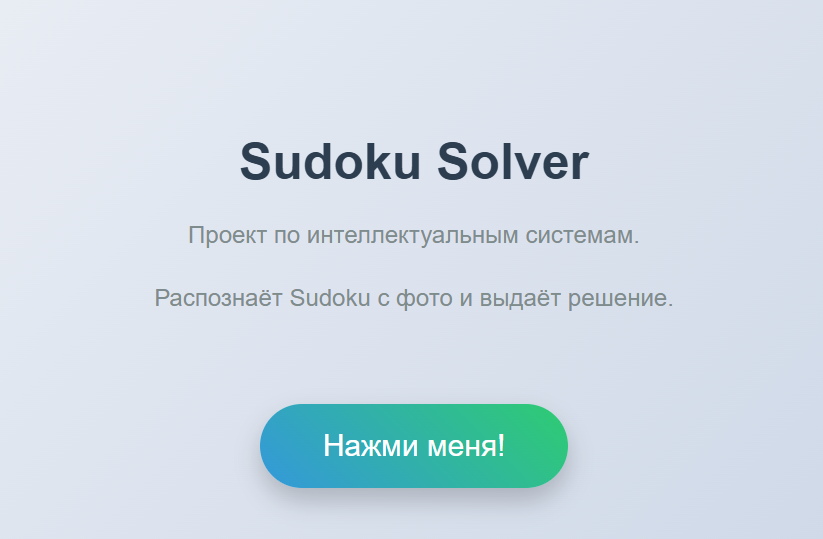 Sudoku Solver
Проект по интеллектуальным системам.
Распознаёт Sudoku с фото и выдаёт решение.
Нажми меня!